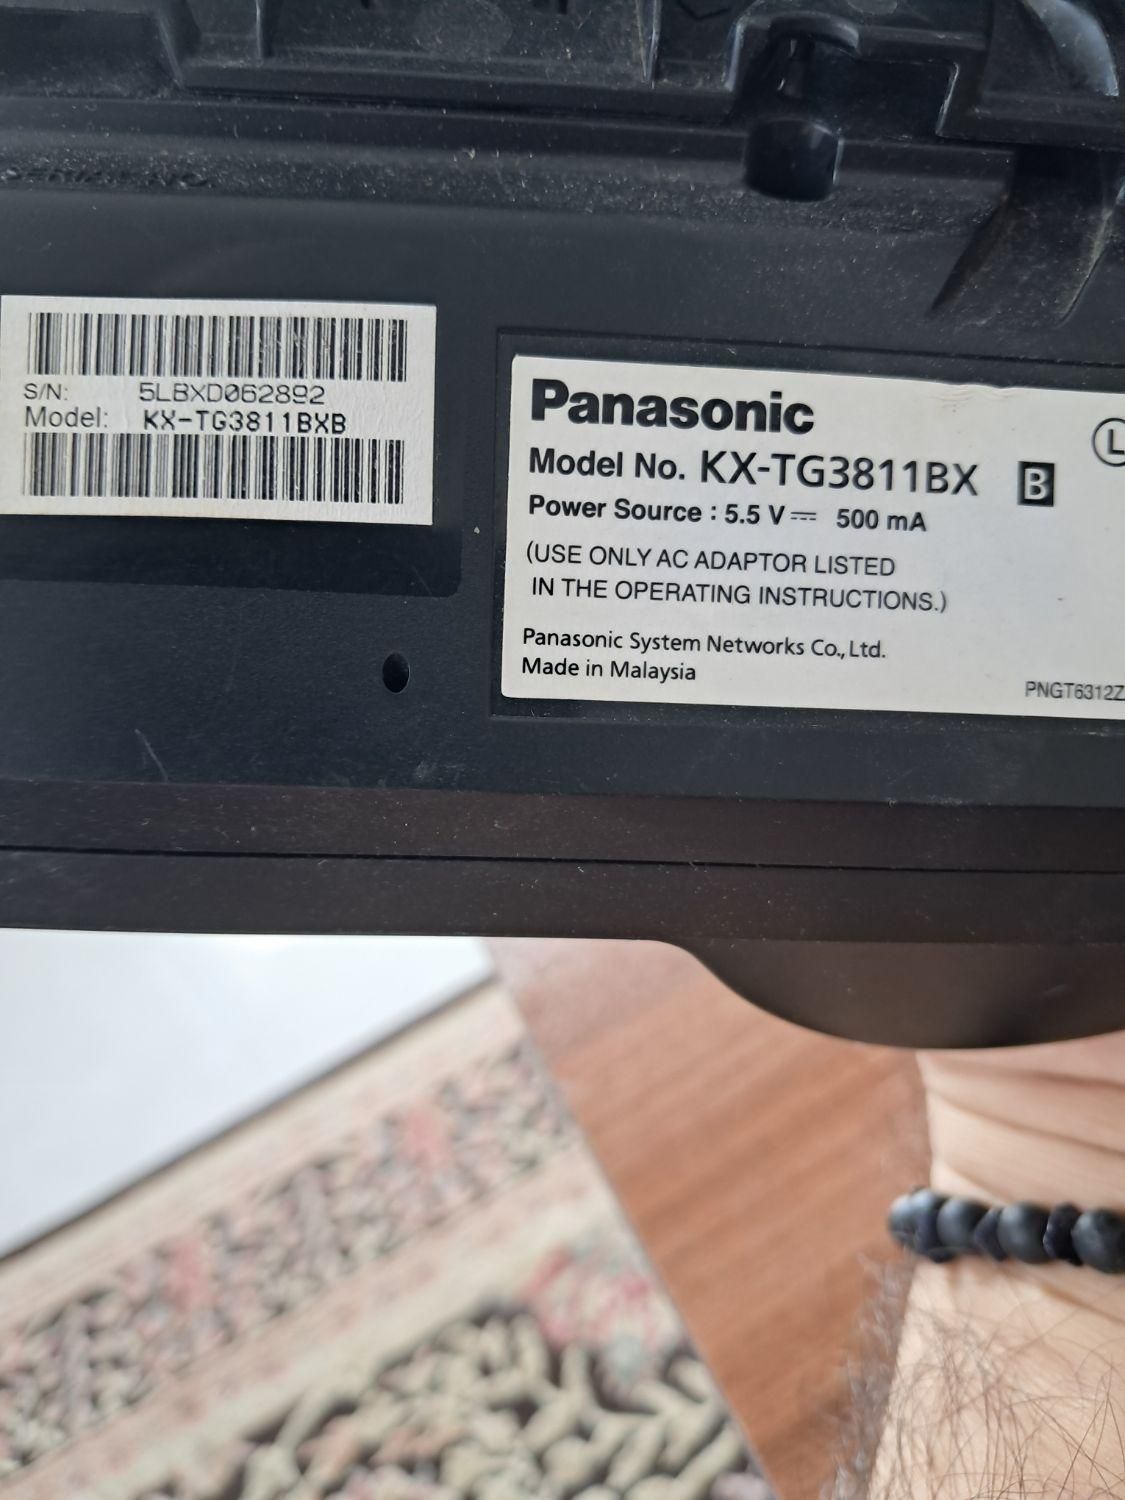 S/N: 5LBXD062892
Model: KX-TG3811BXB
Panasonic
Model No. KX-TG3811BX B
Power Source : 5.5 V ⎓ 500 mA
(USE ONLY AC ADAPTOR LISTED
IN THE OPERATING INSTRUCTIONS.)
Panasonic System Networks Co., Ltd.
Made in Malaysia
PNGT6312Z
L